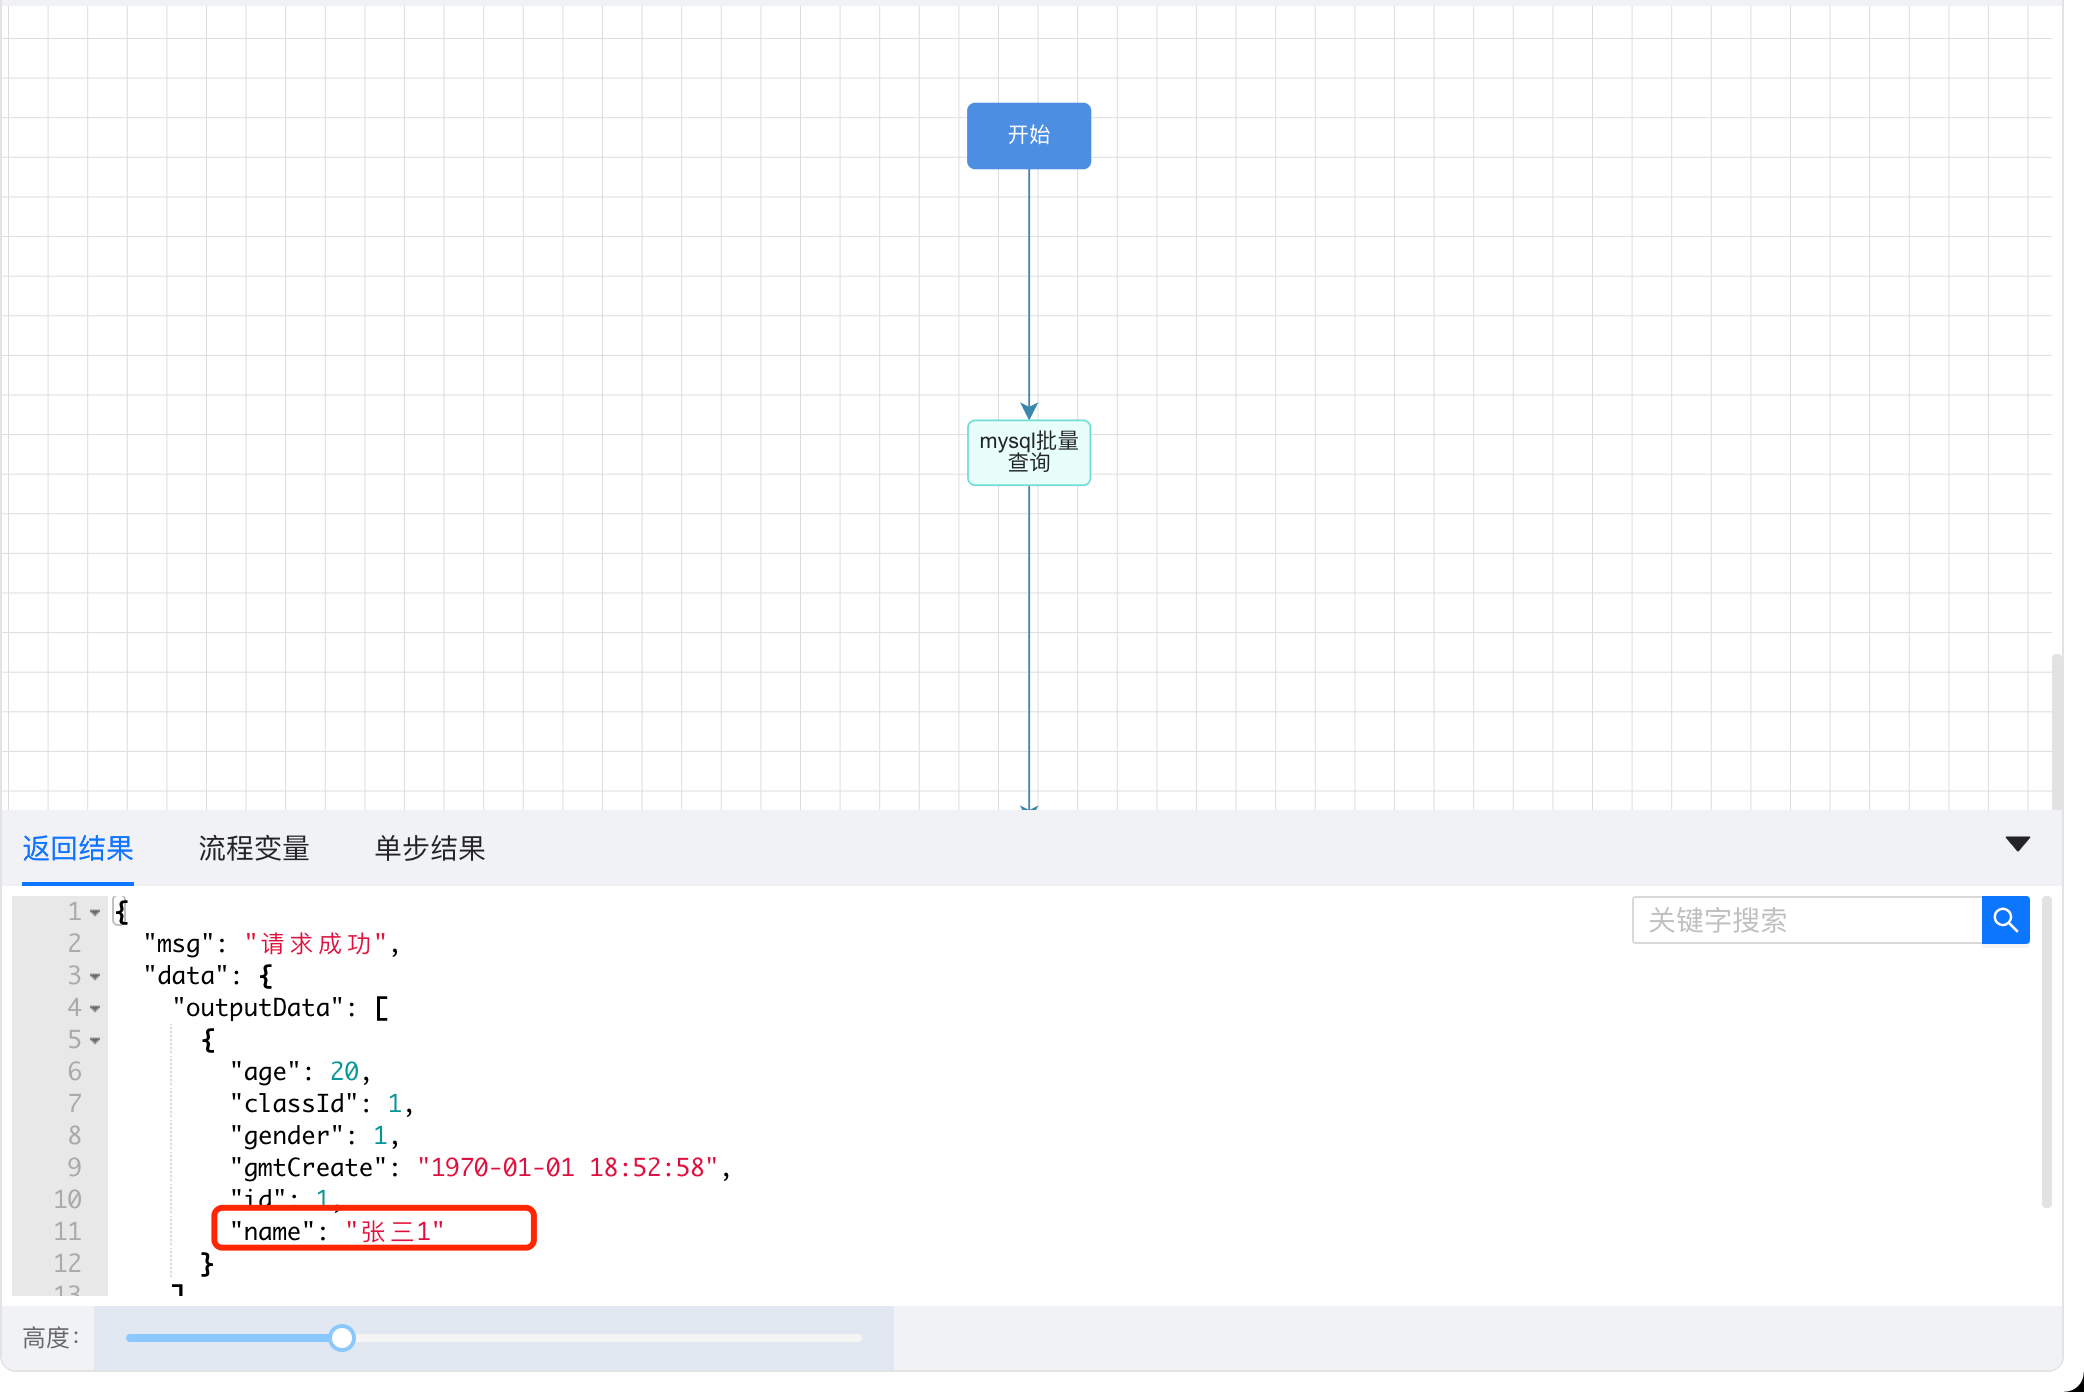 开始
mysql批量
查询
返回结果 流程变量 单步结果
关键字搜索
1 {
2 "msg": "请求成功",
3 "data": {
4 "outputData": [
5 {
6 "age": 20,
7 "classId": 1,
8 "gender": 1,
9 "gmtCreate": "1970-01-01 18:52:58",
10 "id": 1,
11 "name": "张三1"
12 }
13 ]
高度: